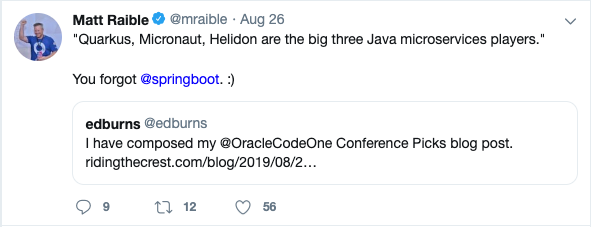 Matt Raible @mraible · Aug 26
"Quarkus, Micronaut, Helidon are the big three Java microservices players."
You forgot @springboot. :)
edburns @edburns
I have composed my @OracleCodeOne Conference Picks blog post.
ridingthecrest.com/blog/2019/08/2…
9 12 56